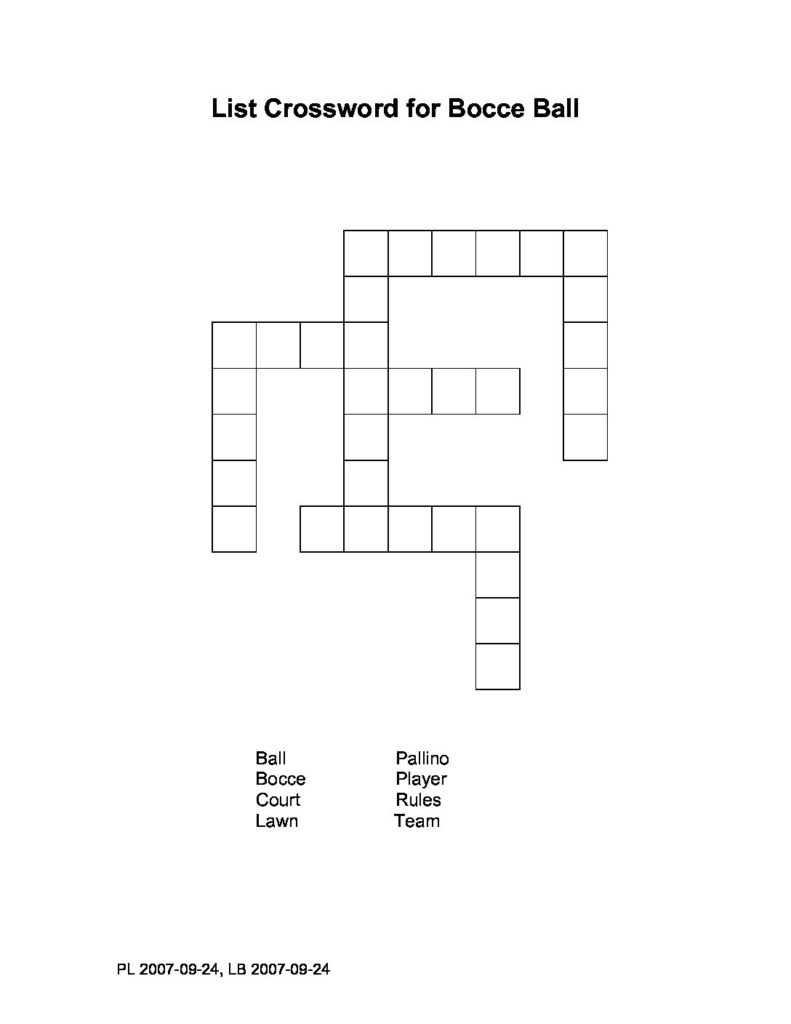 List Crossword for Bocce Ball
Ball Pallino
Bocce Player
Court Rules
Lawn Team
PL 2007-09-24, LB 2007-09-24